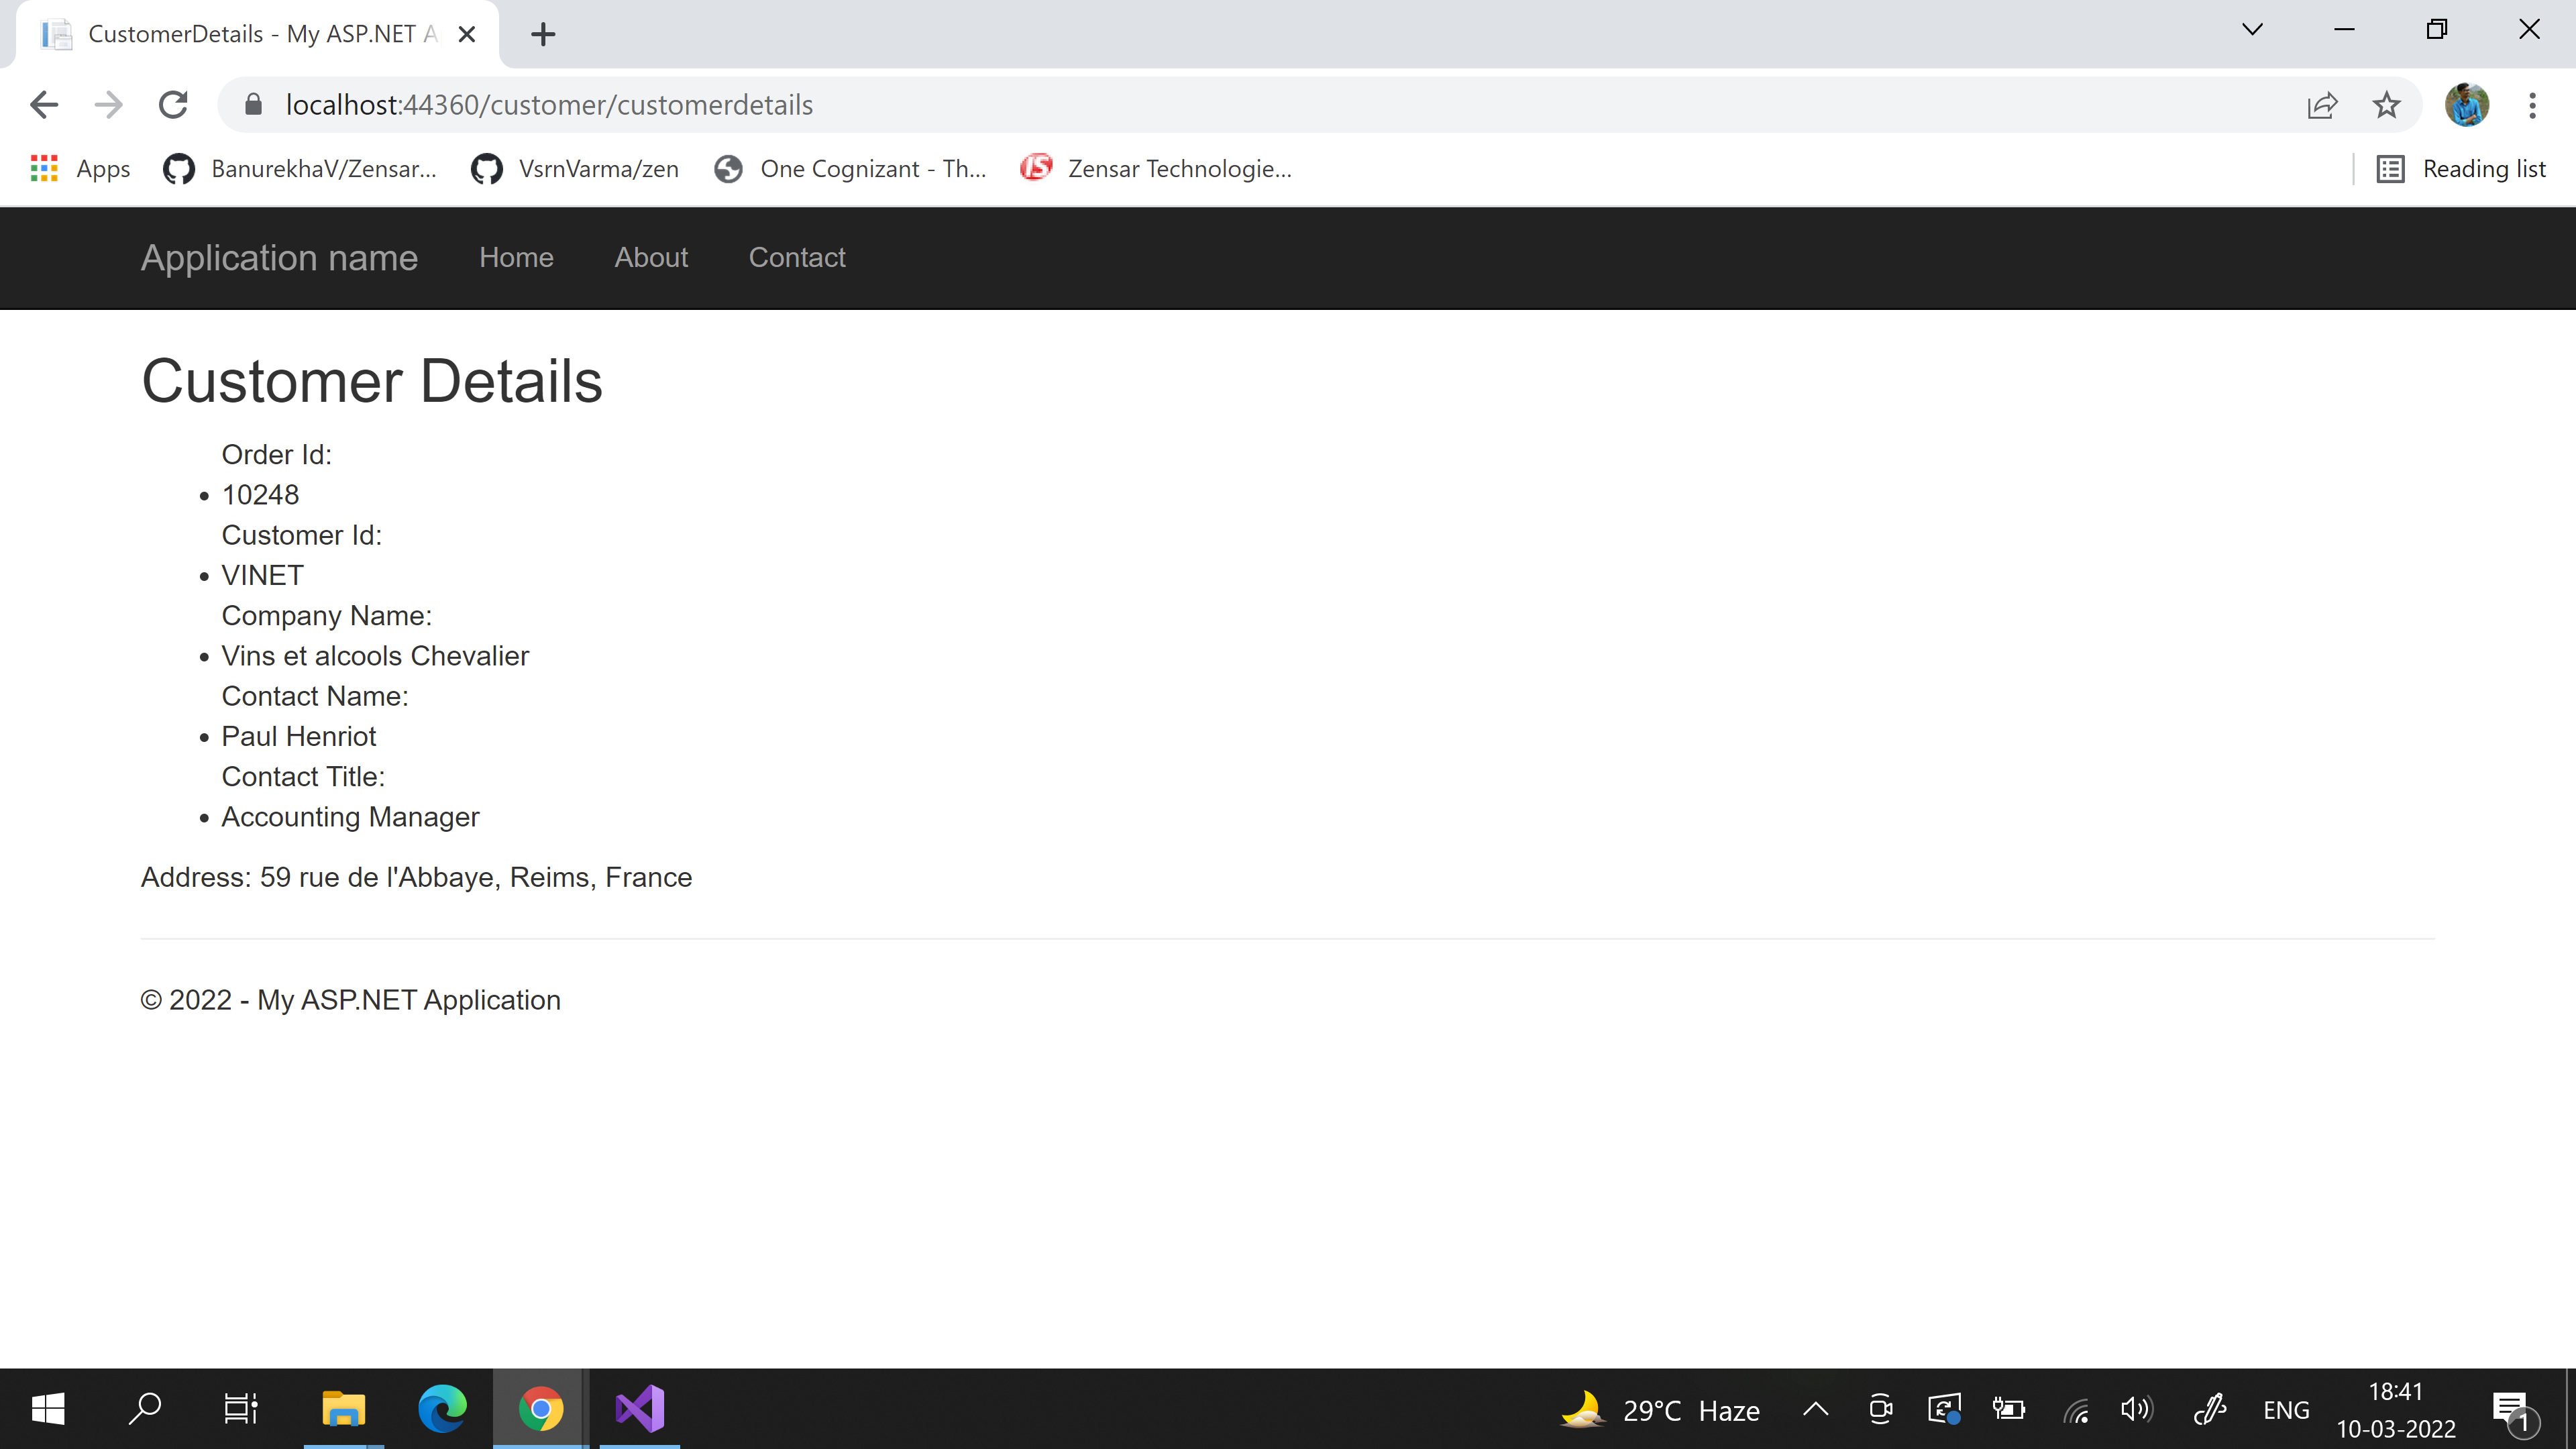 CustomerDetails - My ASP.NET A
localhost:44360/customer/customerdetails
Apps BanurekhaV/Zensar... VsrnVarma/zen One Cognizant - Th... Zensar Technologie... Reading list
Application name Home About Contact
Customer Details
Order Id:
10248
Customer Id:
VINET
Company Name:
Vins et alcools Chevalier
Contact Name:
Paul Henriot
Contact Title:
Accounting Manager
Address: 59 rue de l'Abbaye, Reims, France
© 2022 - My ASP.NET Application
29°C Haze ENG 18:41
10-03-2022 1